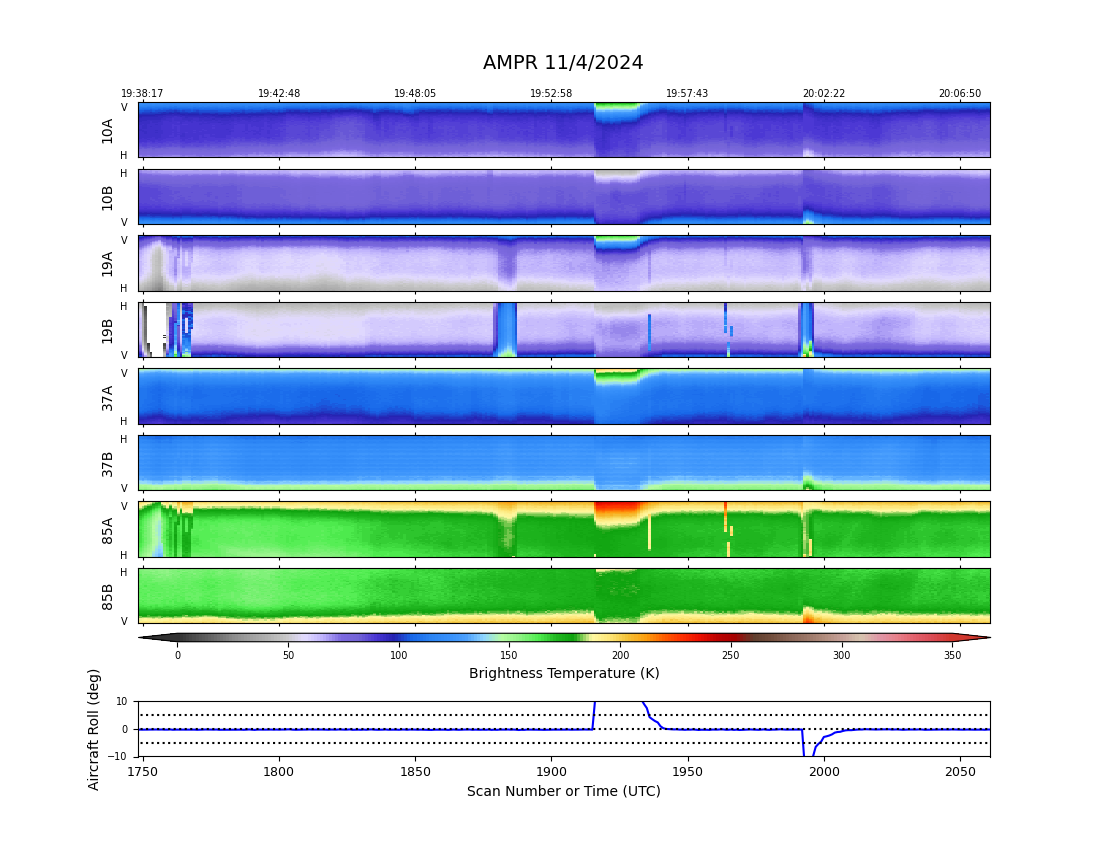 AMPR 11/4/2024
19:38:17 19:42:48 19:48:05 19:52:58 19:57:43 20:02:22 20:06:50
V
10A
H
H
10B
V
V
19A
H
H
19B
V
V
37A
H
H
37B
V
V
85A
H
H
85B
V
0 50 100 150 200 250 300 350
Brightness Temperature (K)
Aircraft Roll (deg)
10
0
−10
1750 1800 1850 1900 1950 2000 2050
Scan Number or Time (UTC)